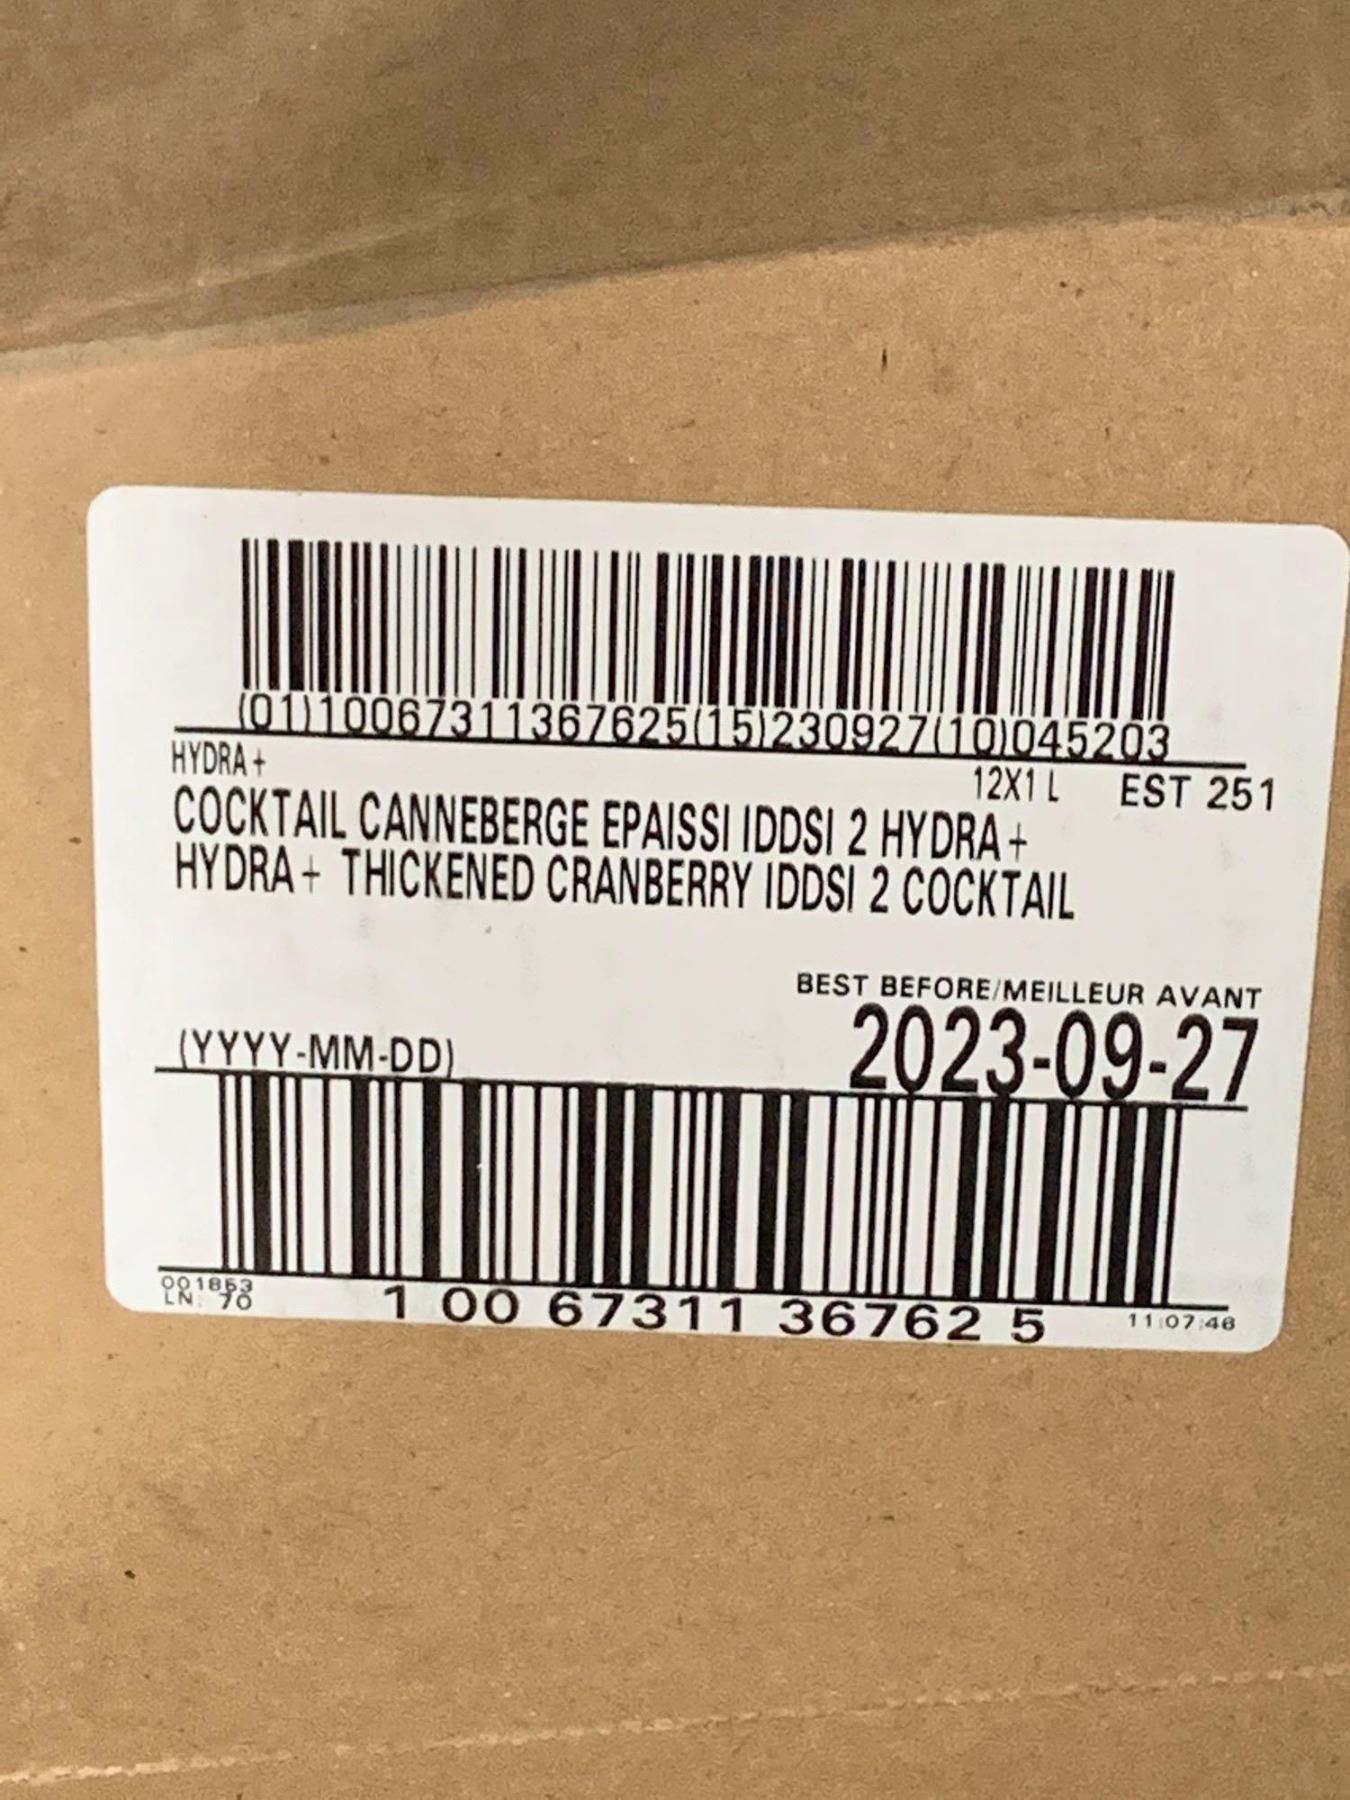 (01)10067311367625(15)230927(10)045203
HYDRA+
12X1 L EST 251
COCKTAIL CANNEBERGE EPAISSI IDDSI 2 HYDRA+
HYDRA+ THICKENED CRANBERRY IDDSI 2 COCKTAIL
BEST BEFORE/MEILLEUR AVANT
(YYYY-MM-DD) 2023-09-27
001853
LN: 70
1 00 67311 36762 5
11:07:46